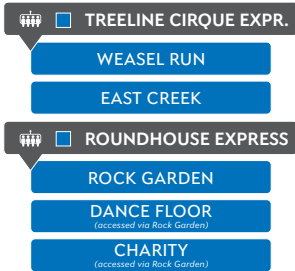 TREELINE CIRQUE EXPR.
WEASEL RUN
EAST CREEK
ROUNDHOUSE EXPRESS
ROCK GARDEN
DANCE FLOOR
(accessed via Rock Garden)
CHARITY
(accessed via Rock Garden)